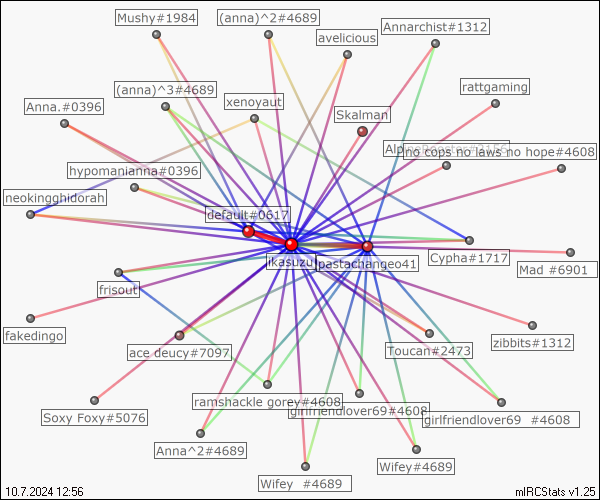 Mushy#1984
(anna)^2#4689
Annarchist#1312
avelicious
rattgaming
(anna)^3#4689
xenoyaut
Anna.#0396
Skalman
no cops no laws no hope#4608
hypomanianna#0396
neokingghidorah
default#0617
Cypha#1717
ikasuzu
pastachangeo41
Mad #6901
frisout
fakedingo
zibbits#1312
ace deucy#7097
Toucan#2473
ramshackle gorey#4608
girlfriendlover69#4608
girlfriendlover69 #4608
Soxy Foxy#5076
Anna^2#4689
Wifey#4689
Wifey #4689
10.7.2024 12:56
mIRCStats v1.25